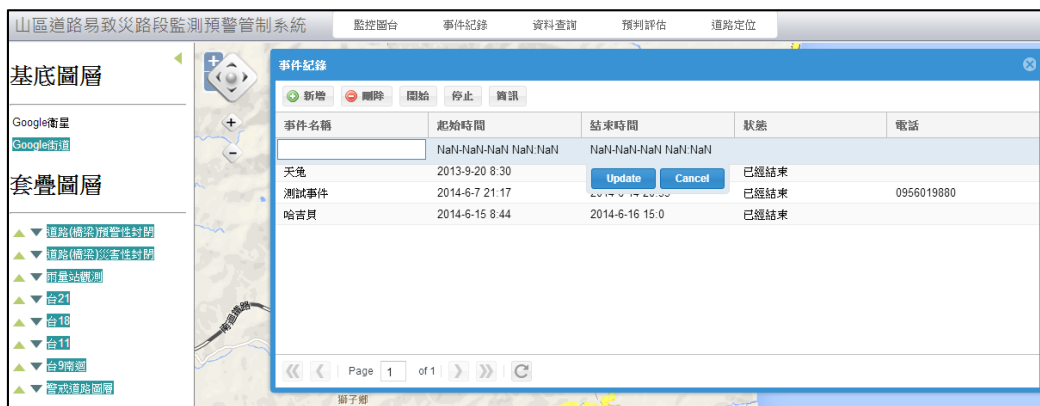 山區道路易致災路段監測預警管制系統 監控圖台 事件紀錄 資料查詢 預判評估 道路定位
基底圖層
Google衛星
Google街道
套疊圖層
道路(橋梁)預警性封閉
道路(橋梁)災害性封閉
雨量站觀測
台21
台18
台11
台9南迴
警戒道路圖層
事件紀錄
新增 刪除 開始 停止 簡訊
事件名稱 起始時間 結束時間 狀態 電話
NaN-NaN-NaN NaN:NaN NaN-NaN-NaN NaN:NaN
天兔 2013-9-20 8:30 已經結束
Update Cancel
測試事件 2014-6-7 21:17 已經結束 0956019880
哈吉貝 2014-6-15 8:44 2014-6-16 15:0 已經結束
Page 1 of 1
南迴鐵路
獅子鄉